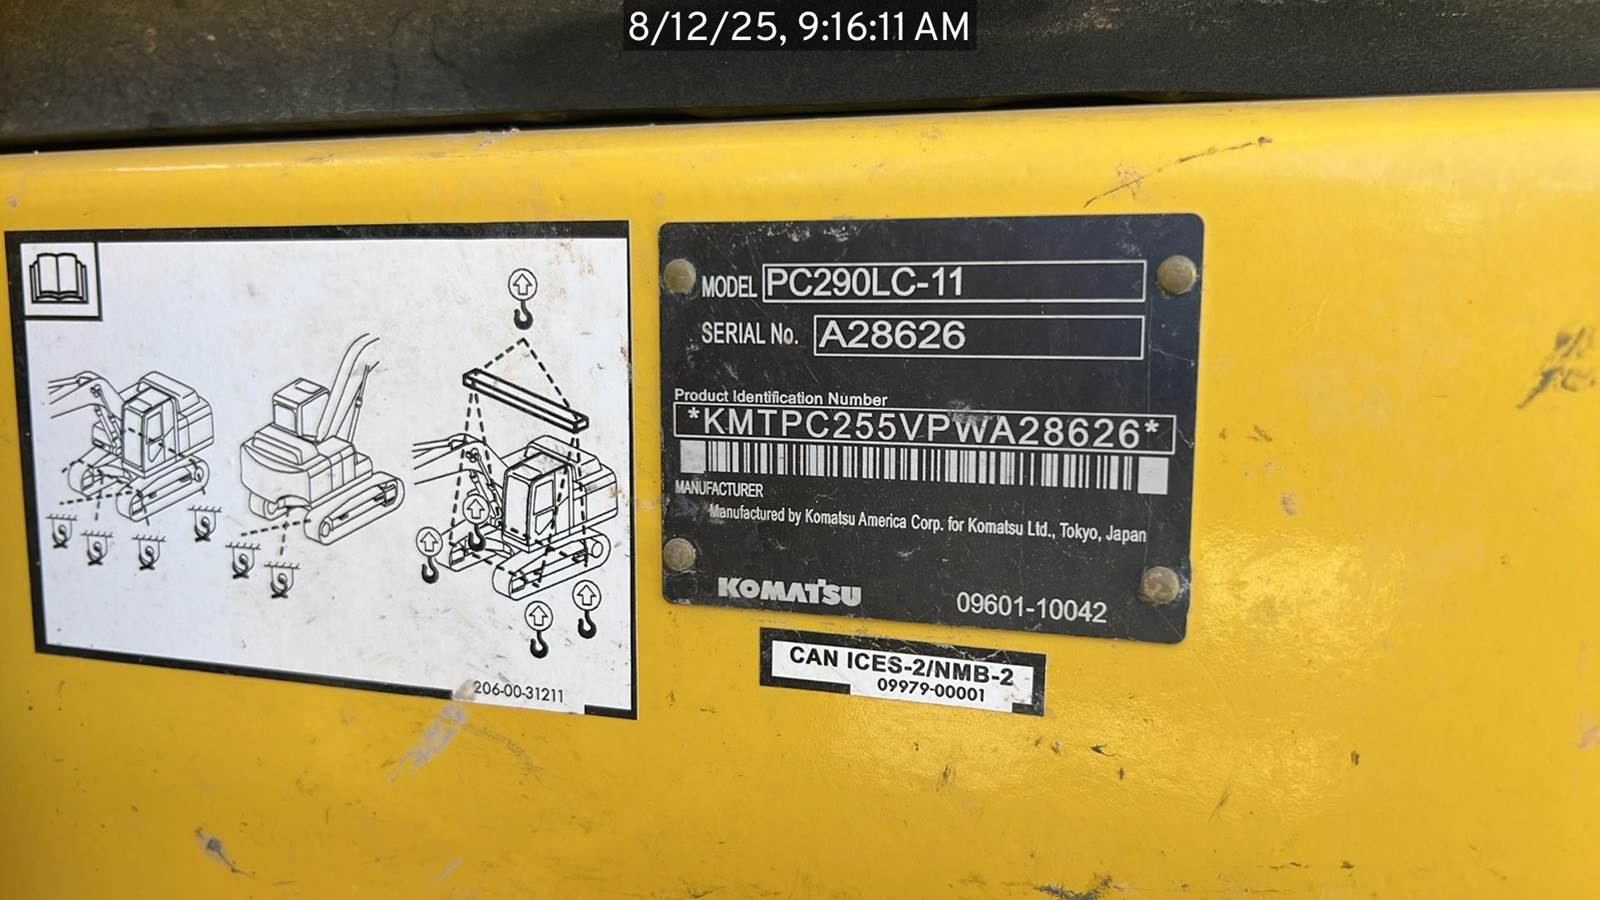 8/12/25, 9:16:11 AM
206-00-31211
MODEL PC290LC-11
SERIAL No. A28626
Product Identification Number
*KMTPC255VPWA28626*
MANUFACTURER
Manufactured by Komatsu America Corp. for Komatsu Ltd., Tokyo, Japan
KOMATSU 09601-10042
CAN ICES-2/NMB-2
09979-00001